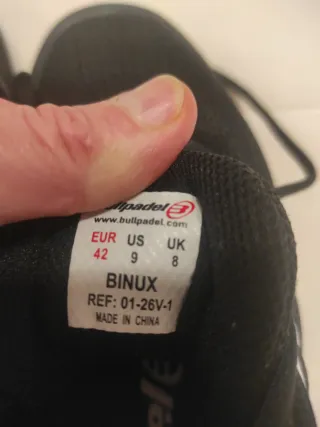 bullpadel
www.bullpadel.com
EUR US UK
42 9 8
BINUX
REF: 01-26V-1
MADE IN CHINA